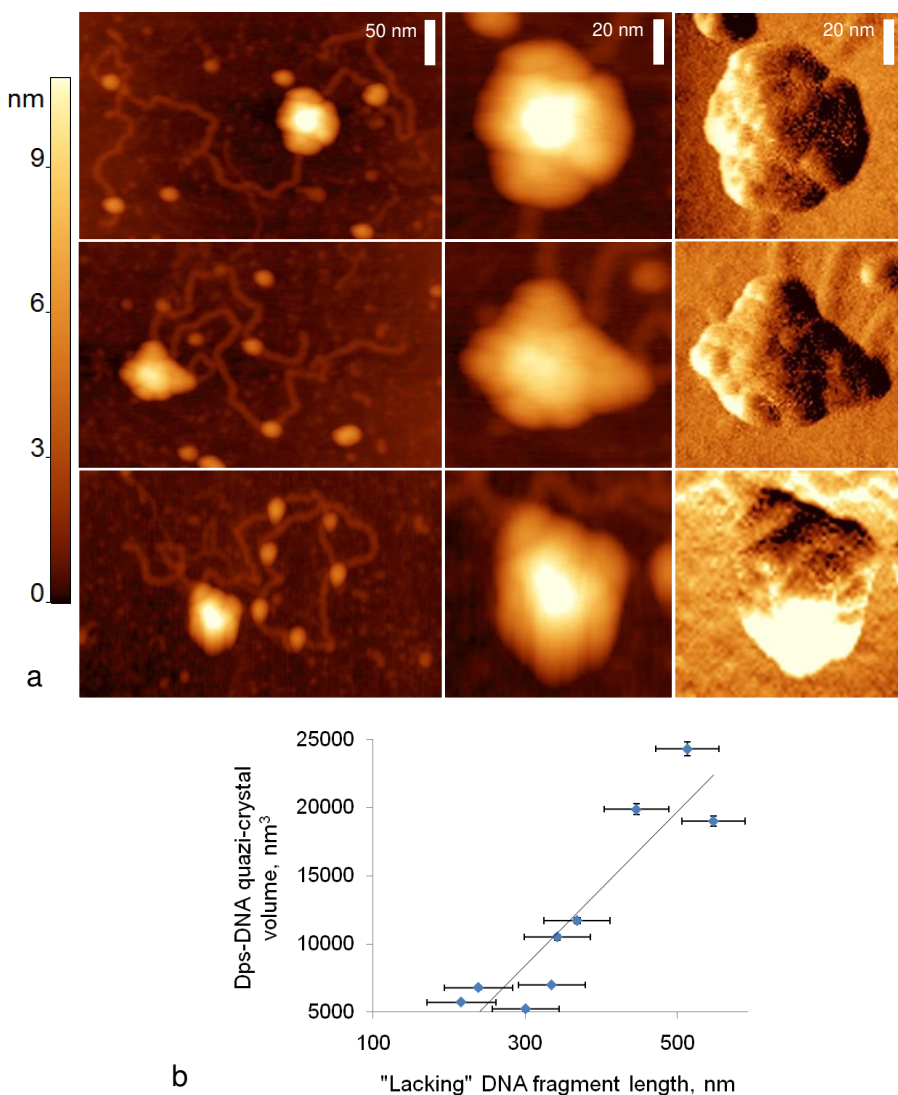 50 nm
20 nm
20 nm
nm
9
6
3
0
a
25000
20000
15000
10000
5000
Dps-DNA quazi-crystal
volume, nm³
100 300 500
"Lacking" DNA fragment length, nm
b